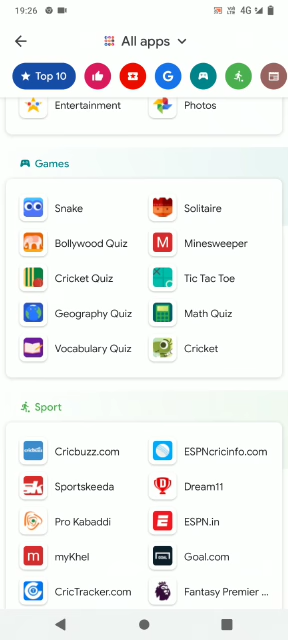 19:26 4G
All apps
Top 10
Entertainment Photos
Games
Snake Solitaire
Bollywood Quiz Minesweeper
Cricket Quiz Tic Tac Toe
Geography Quiz Math Quiz
Vocabulary Quiz Cricket
Sport
Cricbuzz.com ESPNcricinfo.com
Sportskeeda Dream11
Pro Kabaddi ESPN.in
myKhel Goal.com
CricTracker.com Fantasy Premier ...